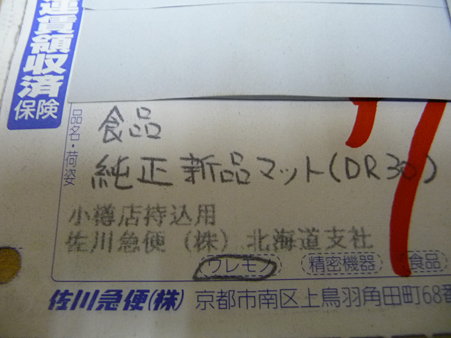 運賃領収済
保険
品名・荷姿
食品
純正新品マット(DR30)
小樽店持込用
佐川急便(株)北海道支社
ワレモノ 精密機器 食品
佐川急便(株) 京都市南区上鳥羽角田町68番